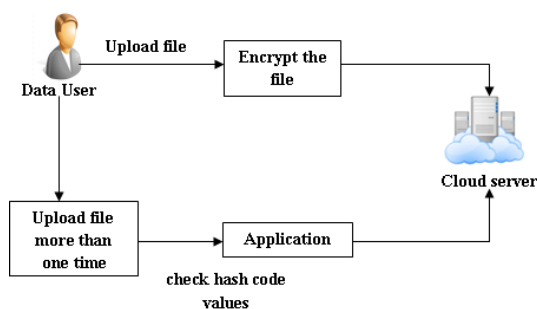 Upload file
Encrypt the
file
Data User
Cloud server
Upload file
more than
one time
Application
check hash code
values